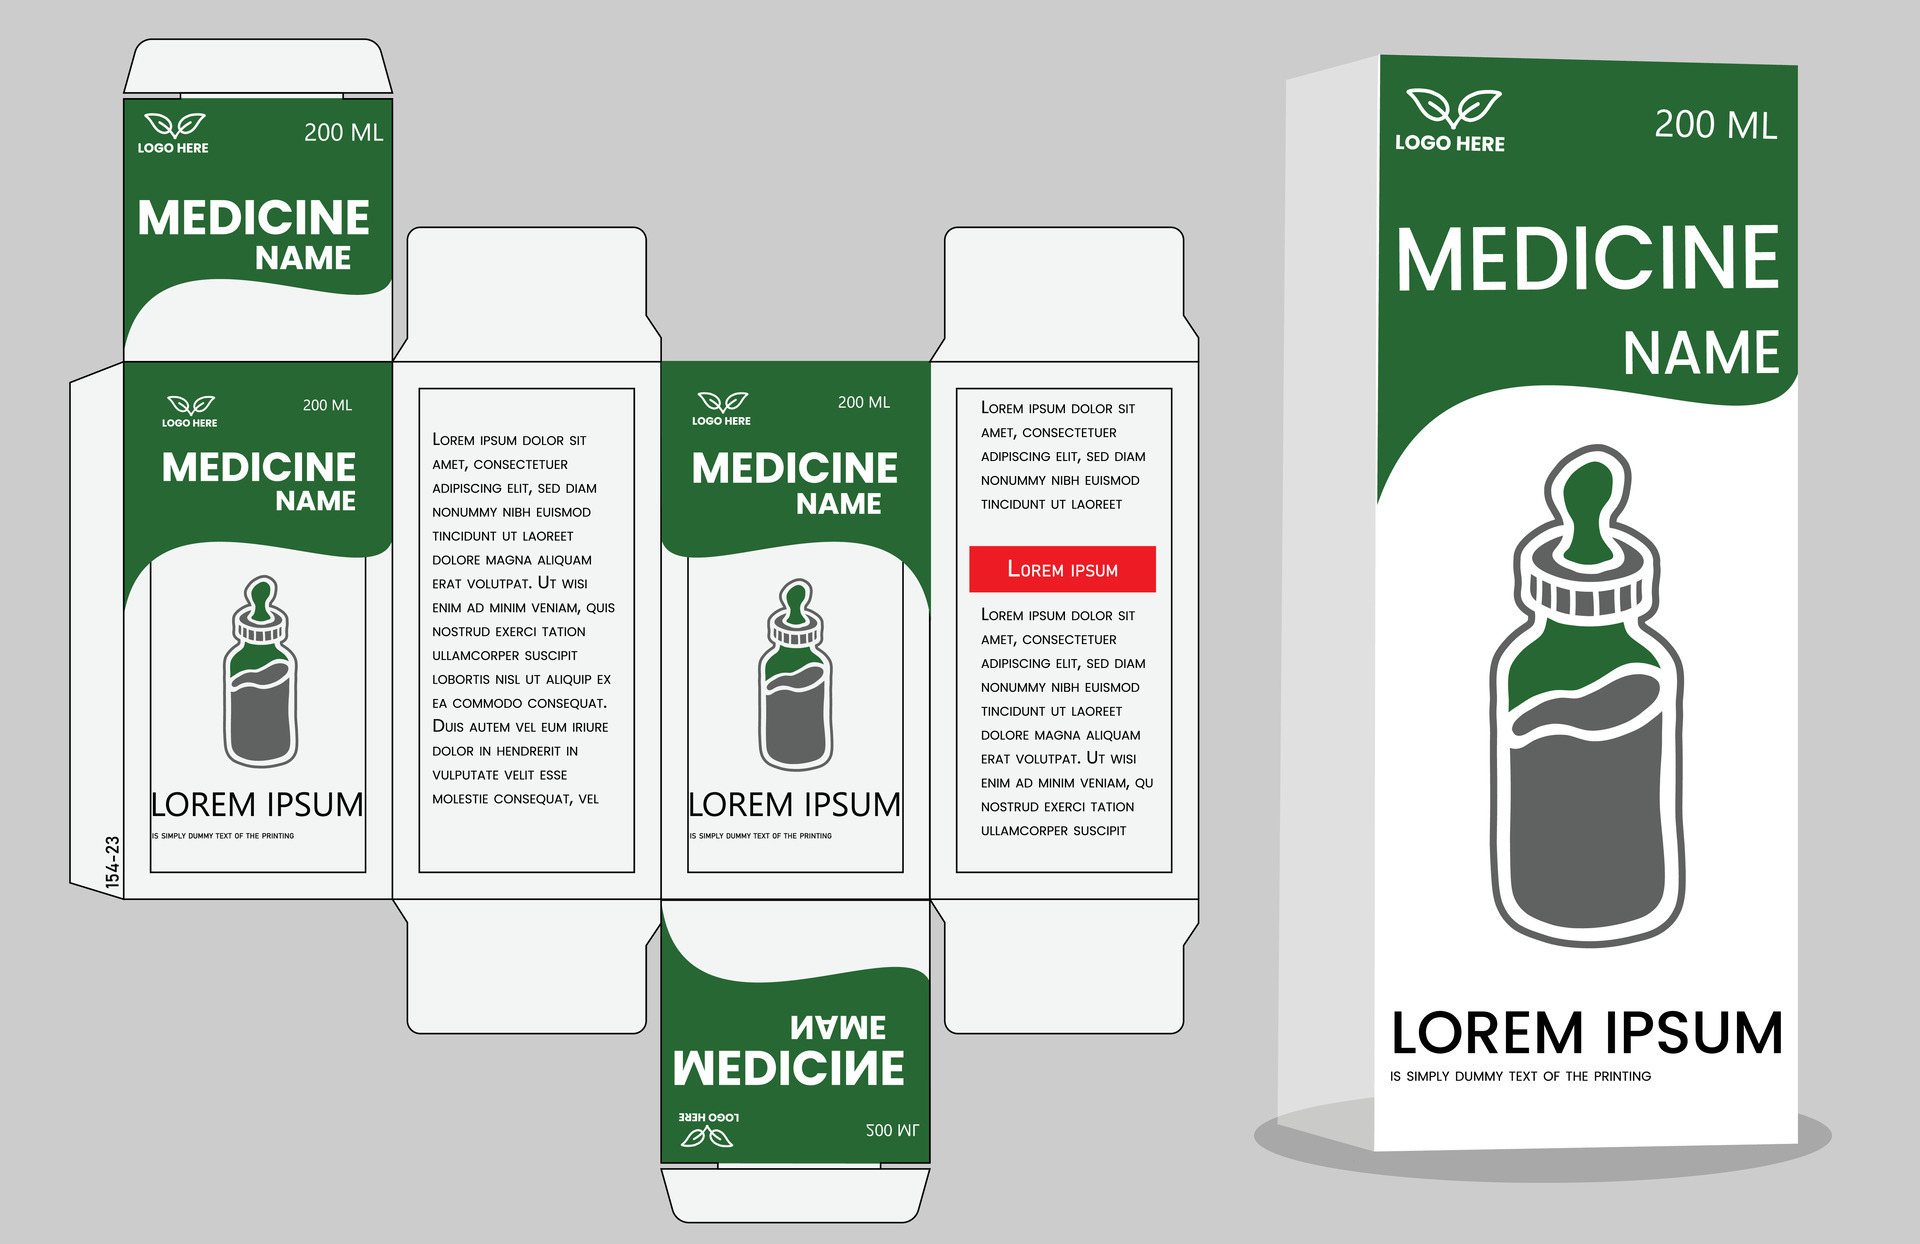 LOGO HERE
200 ML
MEDICINE
NAME
LOGO HERE
200 ML
MEDICINE
NAME
LOREM IPSUM
IS SIMPLY DUMMY TEXT OF THE PRINTING
154-23
Lorem ipsum dolor sit
amet, consectetuer
adipiscing elit, sed diam
nonummy nibh euismod
tincidunt ut laoreet
dolore magna aliquam
erat volutpat. Ut wisi
enim ad minim veniam, quis
nostrud exerci tation
ullamcorper suscipit
lobortis nisl ut aliquip ex
ea commodo consequat.
Duis autem vel eum iriure
dolor in hendrerit in
vulputate velit esse
molestie consequat, vel
LOGO HERE
200 ML
MEDICINE
NAME
LOREM IPSUM
IS SIMPLY DUMMY TEXT OF THE PRINTING
Lorem ipsum dolor sit
amet, consectetuer
adipiscing elit, sed diam
nonummy nibh euismod
tincidunt ut laoreet
Lorem ipsum
Lorem ipsum dolor sit
amet, consectetuer
adipiscing elit, sed diam
nonummy nibh euismod
tincidunt ut laoreet
dolore magna aliquam
erat volutpat. Ut wisi
enim ad minim veniam, qu
nostrud exerci tation
ullamcorper suscipit
LOGO HERE
200 ML
MEDICINE
NAME
LOGO HERE
200 ML
MEDICINE
NAME
LOREM IPSUM
IS SIMPLY DUMMY TEXT OF THE PRINTING